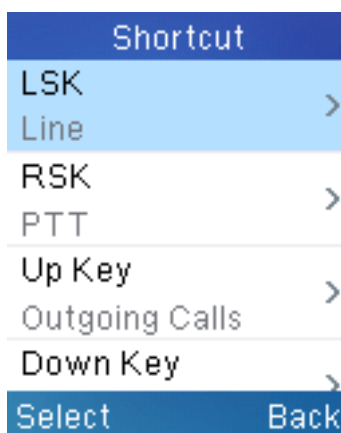 Shortcut
LSK
Line
RSK
PTT
Up Key
Outgoing Calls
Down Key
Select Back